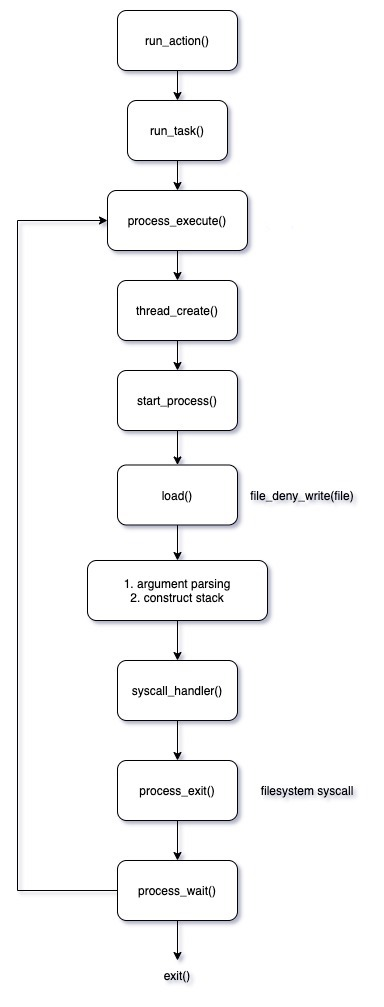 run_action()
run_task()
process_execute()
thread_create()
start_process()
load()
file_deny_write(file)
1. argument parsing
2. construct stack
syscall_handler()
process_exit()
filesystem syscall
process_wait()
exit()